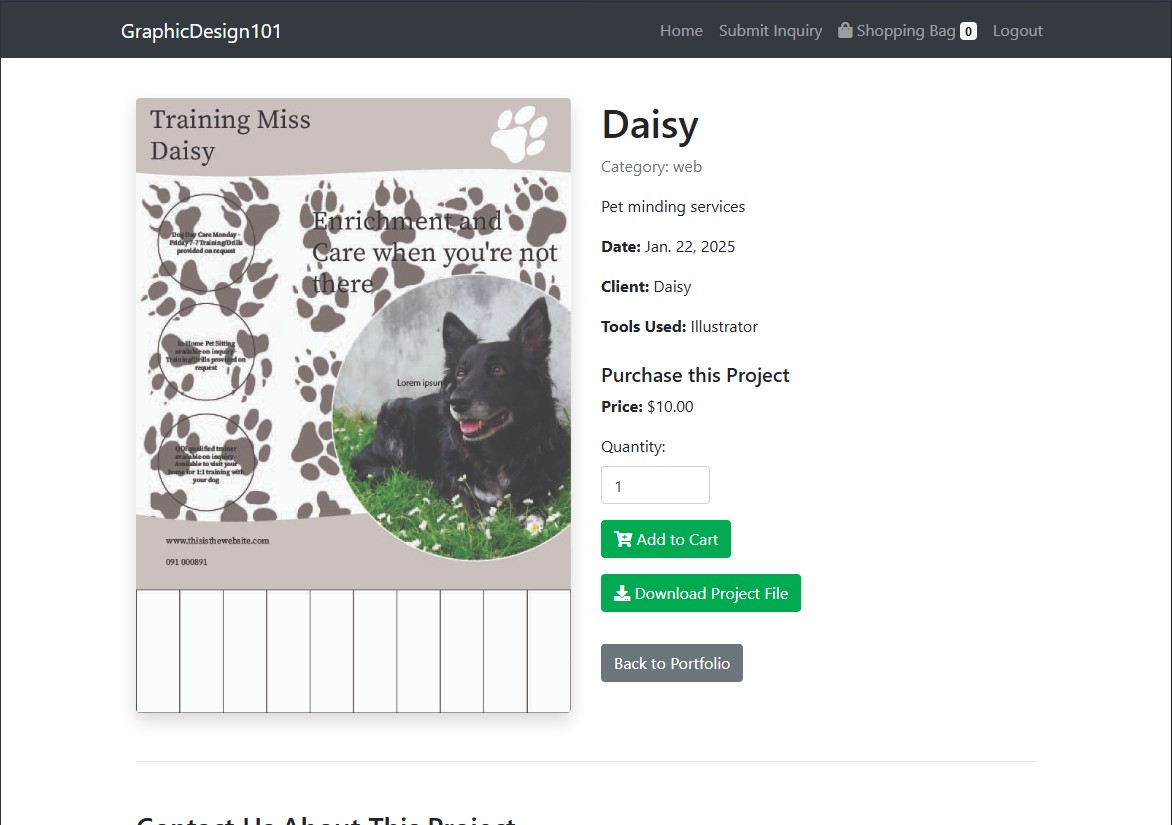 GraphicDesign101
Home Submit Inquiry Shopping Bag 0 Logout
Training Miss
Daisy
Enrichment and
Care when you're not
there
Dog Day Care Monday -
Friday 7-7 Training/Drills
provided on request
In Home Pet Sitting
available on inquiry-
Training/Drills provided on
request
QQI qualified trainer
available on inquiry-
Available to visit your
home for 1:1 training with
your dog
Lorem ipsum
www.thisisthewebsite.com
091 000891
Daisy
Category: web
Pet minding services
Date: Jan. 22, 2025
Client: Daisy
Tools Used: Illustrator
Purchase this Project
Price: $10.00
Quantity:
1
Add to Cart
Download Project File
Back to Portfolio
Contact Us About This Project